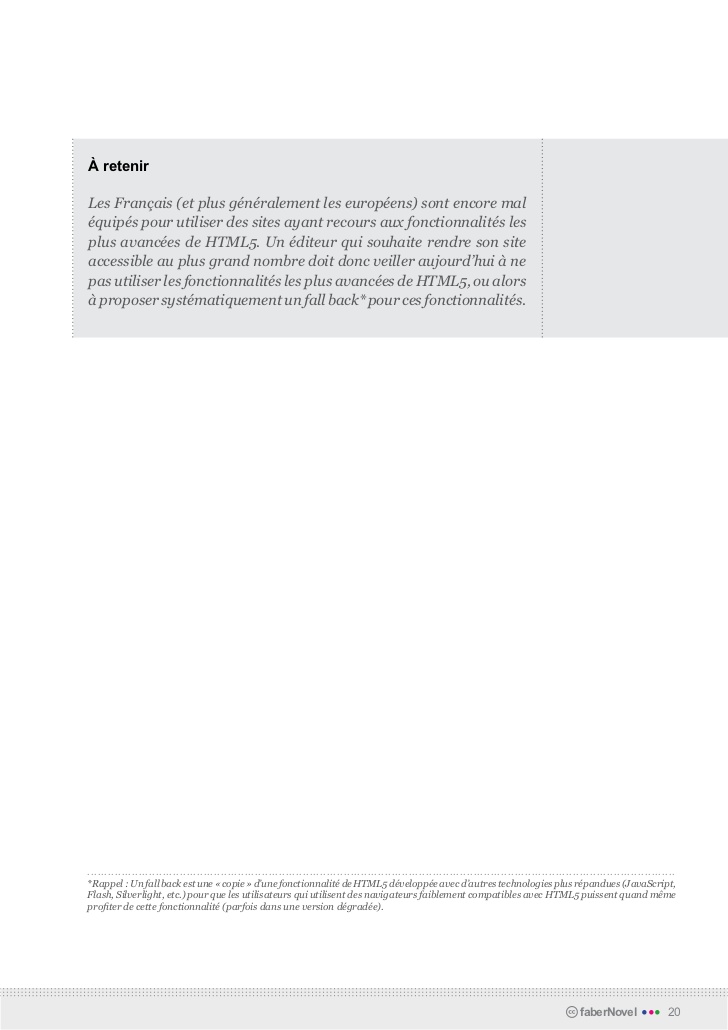 À retenir
Les Français (et plus généralement les européens) sont encore mal
équipés pour utiliser des sites ayant recours aux fonctionnalités les
plus avancées de HTML5. Un éditeur qui souhaite rendre son site
accessible au plus grand nombre doit donc veiller aujourd’hui à ne
pas utiliser les fonctionnalités les plus avancées de HTML5, ou alors
à proposer systématiquement un fall back* pour ces fonctionnalités.
*Rappel : Un fall back est une « copie » d’une fonctionnalité de HTML5 développée avec d’autres technologies plus répandues (JavaScript,
Flash, Silverlight, etc.) pour que les utilisateurs qui utilisent des navigateurs faiblement compatibles avec HTML5 puissent quand même
profiter de cette fonctionnalité (parfois dans une version dégradée).
cc faberNovel 20